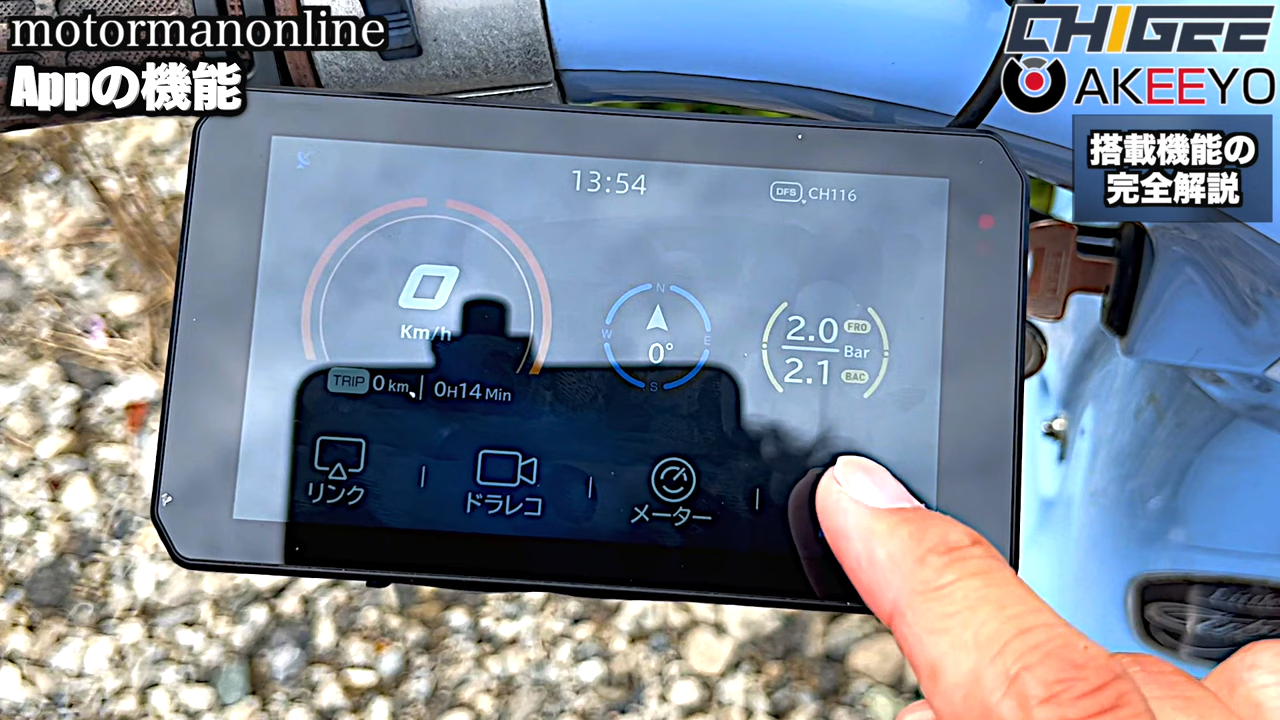 motormanonline
Appの機能
CHIGEE
AKEEYO
搭載機能の
完全解説
13:54
DFS CH116
0
Km/h
N
W
E
S
0°
2.0 FRO
Bar
2.1 BAC
TRIP 0 km | 0H14 Min
リンク
ドラレコ
メーター